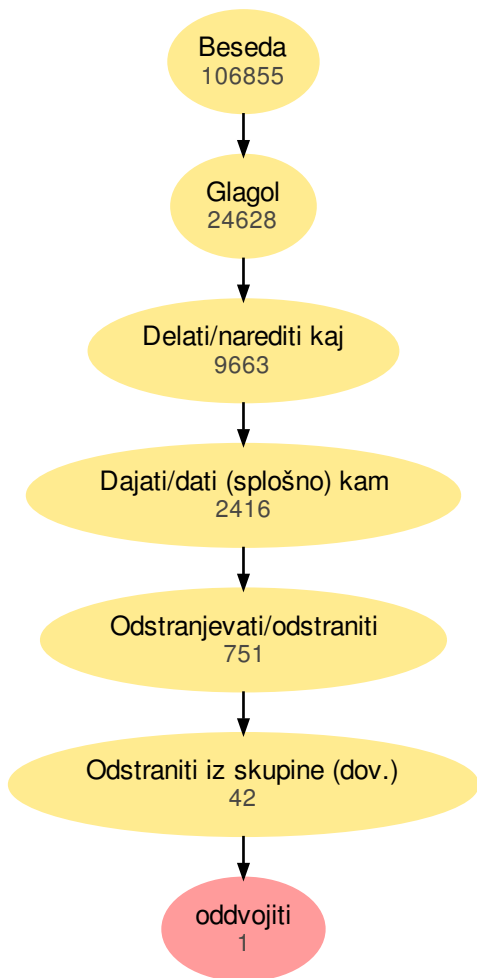 Beseda
106855
Glagol
24628
Delati/narediti kaj
9663
Dajati/dati (splošno) kam
2416
Odstranjevati/odstraniti
751
Odstraniti iz skupine (dov.)
42
oddvojiti
1